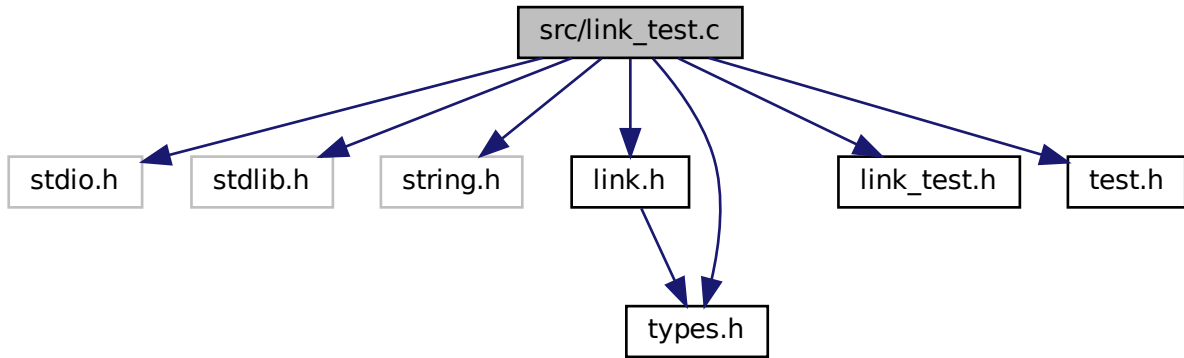 src/link_test.c
stdio.h
stdlib.h
string.h
link.h
link_test.h
test.h
types.h